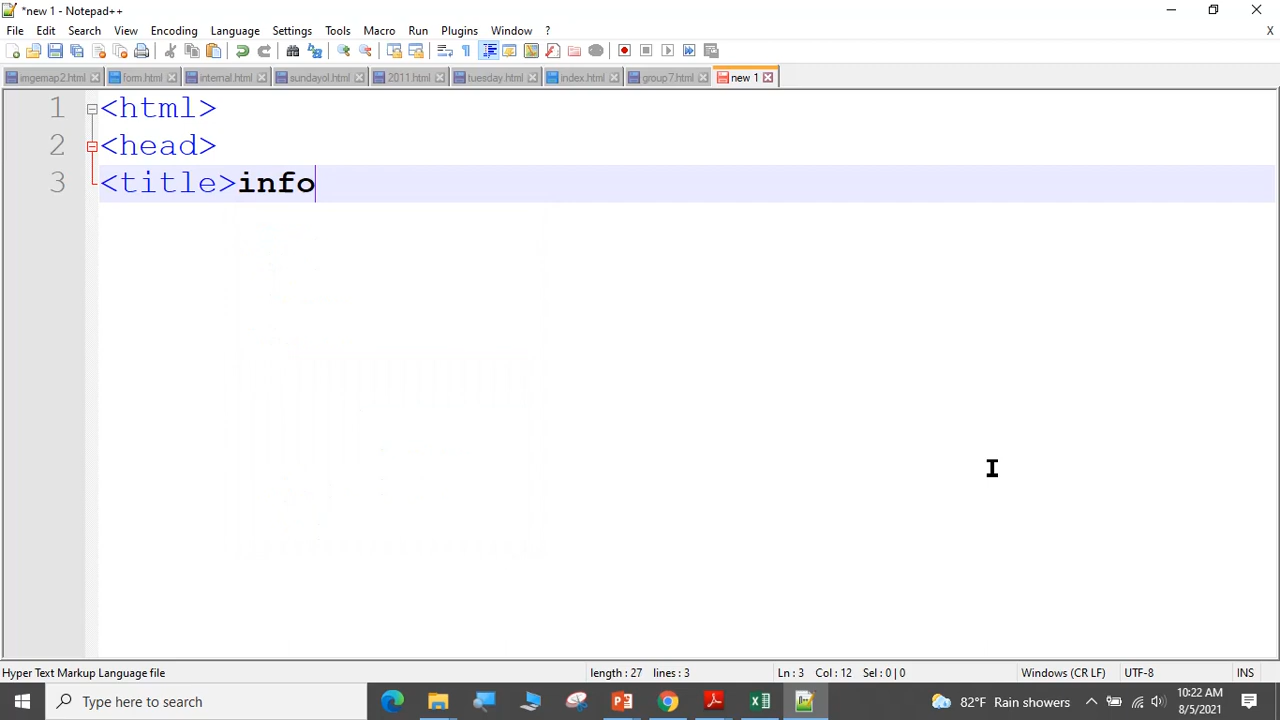 *new 1 - Notepad++
File Edit Search View Encoding Language Settings Tools Macro Run Plugins Window ? X
imgemap2.html form.html internal.html sundayol.html 2011.html tuesday.html index.html group7.html new 1
1 <html>
2 <head>
3 <title>info
Hyper Text Markup Language file length : 27 lines : 3 Ln : 3 Col : 12 Sel : 0 | 0 Windows (CR LF) UTF-8 INS
Type here to search 82°F Rain showers 10:22 AM
8/5/2021